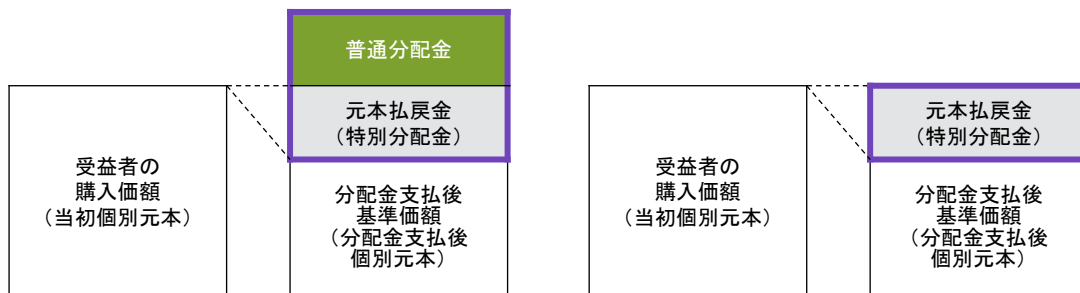 普通分配金
元本払戻金
（特別分配金）
受益者の
購入価額
（当初個別元本）
分配金支払後
基準価額
（分配金支払後
個別元本）
元本払戻金
（特別分配金）
受益者の
購入価額
（当初個別元本）
分配金支払後
基準価額
（分配金支払後
個別元本）